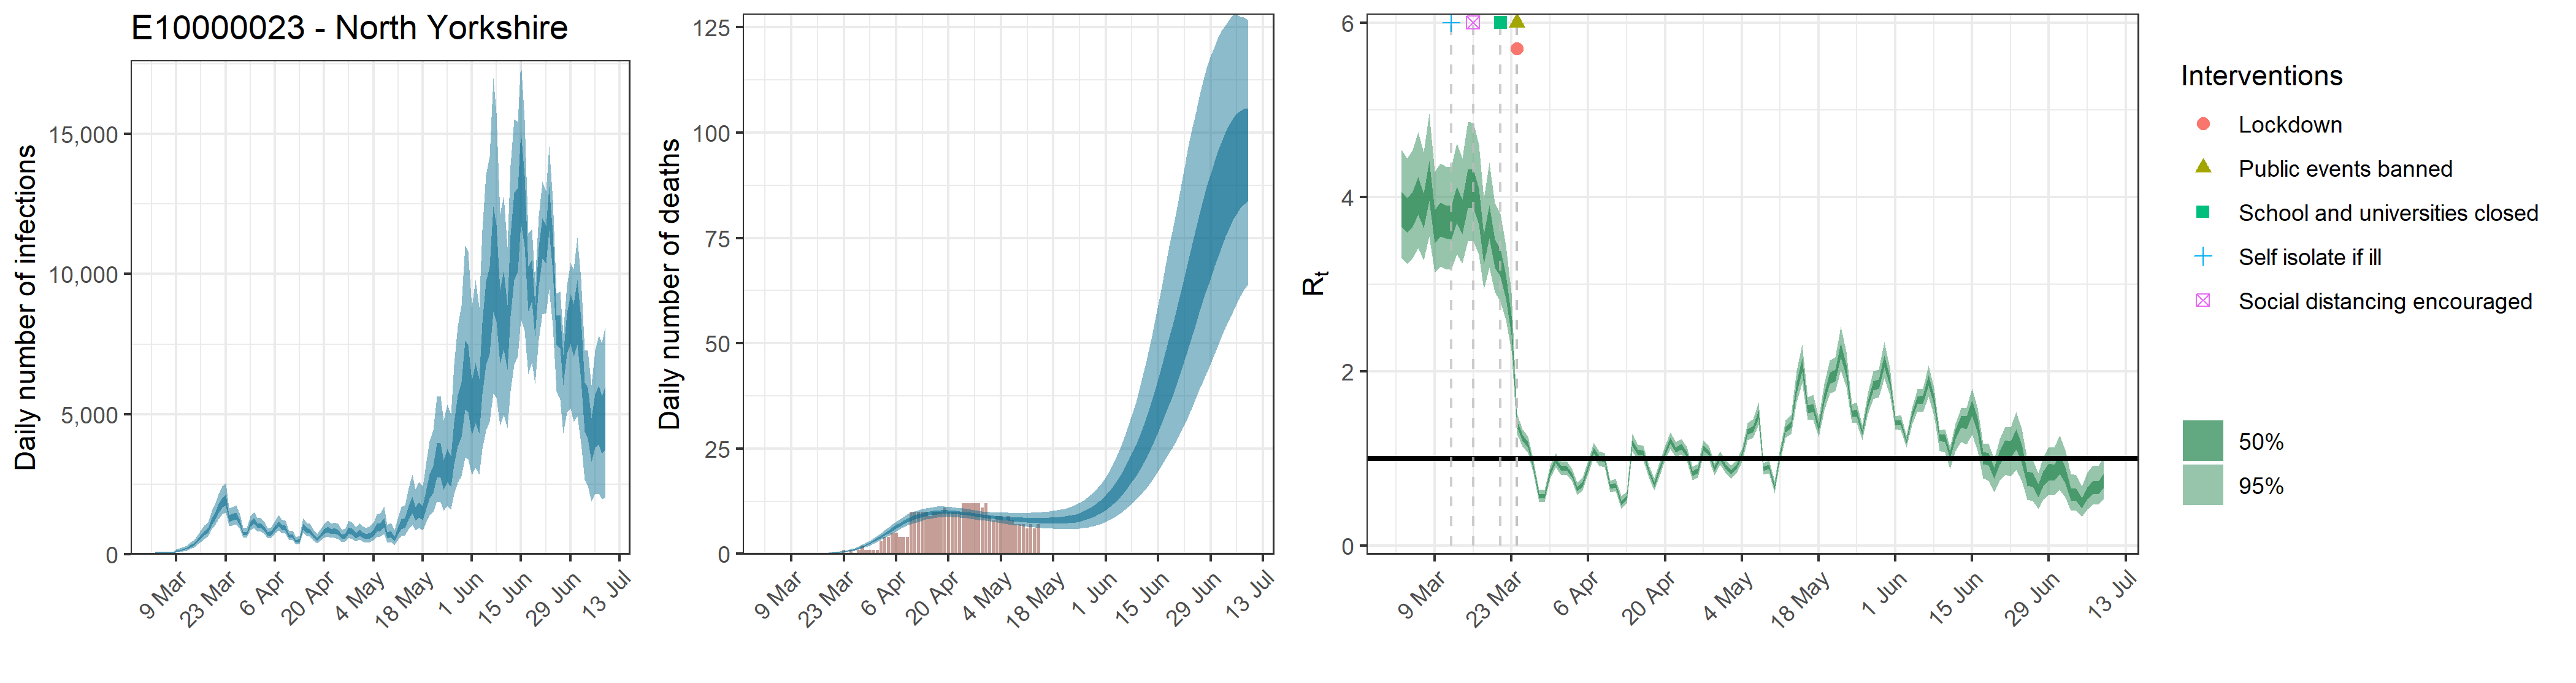 E10000023 - North Yorkshire
Daily number of infections
15,000
10,000
5,000
0
9 Mar
23 Mar
6 Apr
20 Apr
4 May
18 May
1 Jun
15 Jun
29 Jun
13 Jul
Daily number of deaths
125
100
75
50
25
0
9 Mar
23 Mar
6 Apr
20 Apr
4 May
18 May
1 Jun
15 Jun
29 Jun
13 Jul
Rt
6
4
2
0
9 Mar
23 Mar
6 Apr
20 Apr
4 May
18 May
1 Jun
15 Jun
29 Jun
13 Jul
Interventions
Lockdown
Public events banned
School and universities closed
Self isolate if ill
Social distancing encouraged
50%
95%